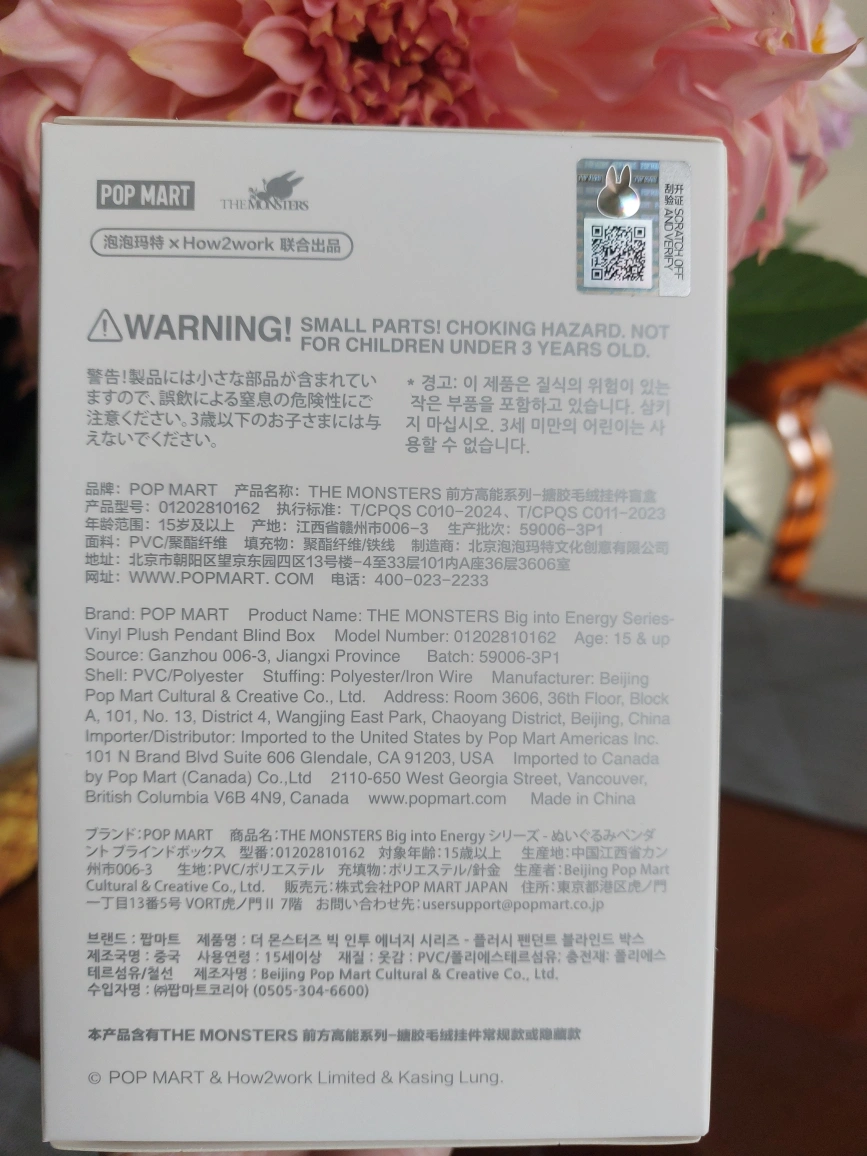 POP MART THE MONSTERS
泡泡玛特 × How2work 联合出品
刮开验证 SCRATCH OFF AND VERIFY
WARNING! SMALL PARTS! CHOKING HAZARD. NOT
FOR CHILDREN UNDER 3 YEARS OLD.
警告!製品には小さな部品が含まれてい
ますので、誤飲による窒息の危険性にご
注意ください。3歳以下のお子さまには与
えないでください。
* 경고: 이 제품은 질식의 위험이 있는
작은 부품을 포함하고 있습니다. 삼키
지 마십시오. 3세 미만의 어린이는 사
용할 수 없습니다.
品牌：POP MART 产品名称：THE MONSTERS 前方高能系列-搪胶毛绒挂件盲盒
产品型号：01202810162 执行标准：T/CPQS C010-2024、T/CPQS C011-2023
年龄范围：15岁及以上 产地：江西省赣州市006-3 生产批次：59006-3P1
面料：PVC/聚酯纤维 填充物：聚酯纤维/铁线 制造商：北京泡泡玛特文化创意有限公司
地址：北京市朝阳区望京东园四区13号楼-4至33层101内A座36层3606室
网址：WWW.POPMART. COM 电话：400-023-2233
Brand: POP MART Product Name: THE MONSTERS Big into Energy Series-
Vinyl Plush Pendant Blind Box Model Number: 01202810162 Age: 15 & up
Source: Ganzhou 006-3, Jiangxi Province Batch: 59006-3P1
Shell: PVC/Polyester Stuffing: Polyester/Iron Wire Manufacturer: Beijing
Pop Mart Cultural & Creative Co., Ltd. Address: Room 3606, 36th Floor, Block
A, 101, No. 13, District 4, Wangjing East Park, Chaoyang District, Beijing, China
Importer/Distributor: Imported to the United States by Pop Mart Americas Inc.
101 N Brand Blvd Suite 606 Glendale, CA 91203, USA Imported to Canada
by Pop Mart (Canada) Co.,Ltd 2110-650 West Georgia Street, Vancouver,
British Columbia V6B 4N9, Canada www.popmart.com Made in China
ブランド：POP MART 商品名：THE MONSTERS Big into Energy シリーズ - ぬいぐるみペンダ
ント ブラインドボックス 型番：01202810162 対象年齢：15歳以上 生産地：中国江西省カン
州市006-3 生地：PVC/ポリエステル 充填物：ポリエステル/針金 生産者：Beijing Pop Mart
Cultural & Creative Co., Ltd. 販売元：株式会社POP MART JAPAN 住所：東京都港区虎ノ門
一丁目13番5号 VORT虎ノ門Ⅱ 7階 お問い合わせ先：usersupport@popmart.co.jp
브랜드 : 팝마트 제품명 : 더 몬스터즈 빅 인투 에너지 시리즈 - 플러시 펜던트 블라인드 박스
제조국명 : 중국 사용연령 : 15세이상 재질 : 옷감 : PVC/폴리에스테르섬유; 충전재: 폴리에스
테르섬유/철선 제조자명 : Beijing Pop Mart Cultural & Creative Co., Ltd.
수입자명 : ㈜팝마트코리아 (0505-304-6600)
本产品含有THE MONSTERS 前方高能系列-搪胶毛绒挂件常规款或隐藏款
© POP MART & How2work Limited & Kasing Lung.